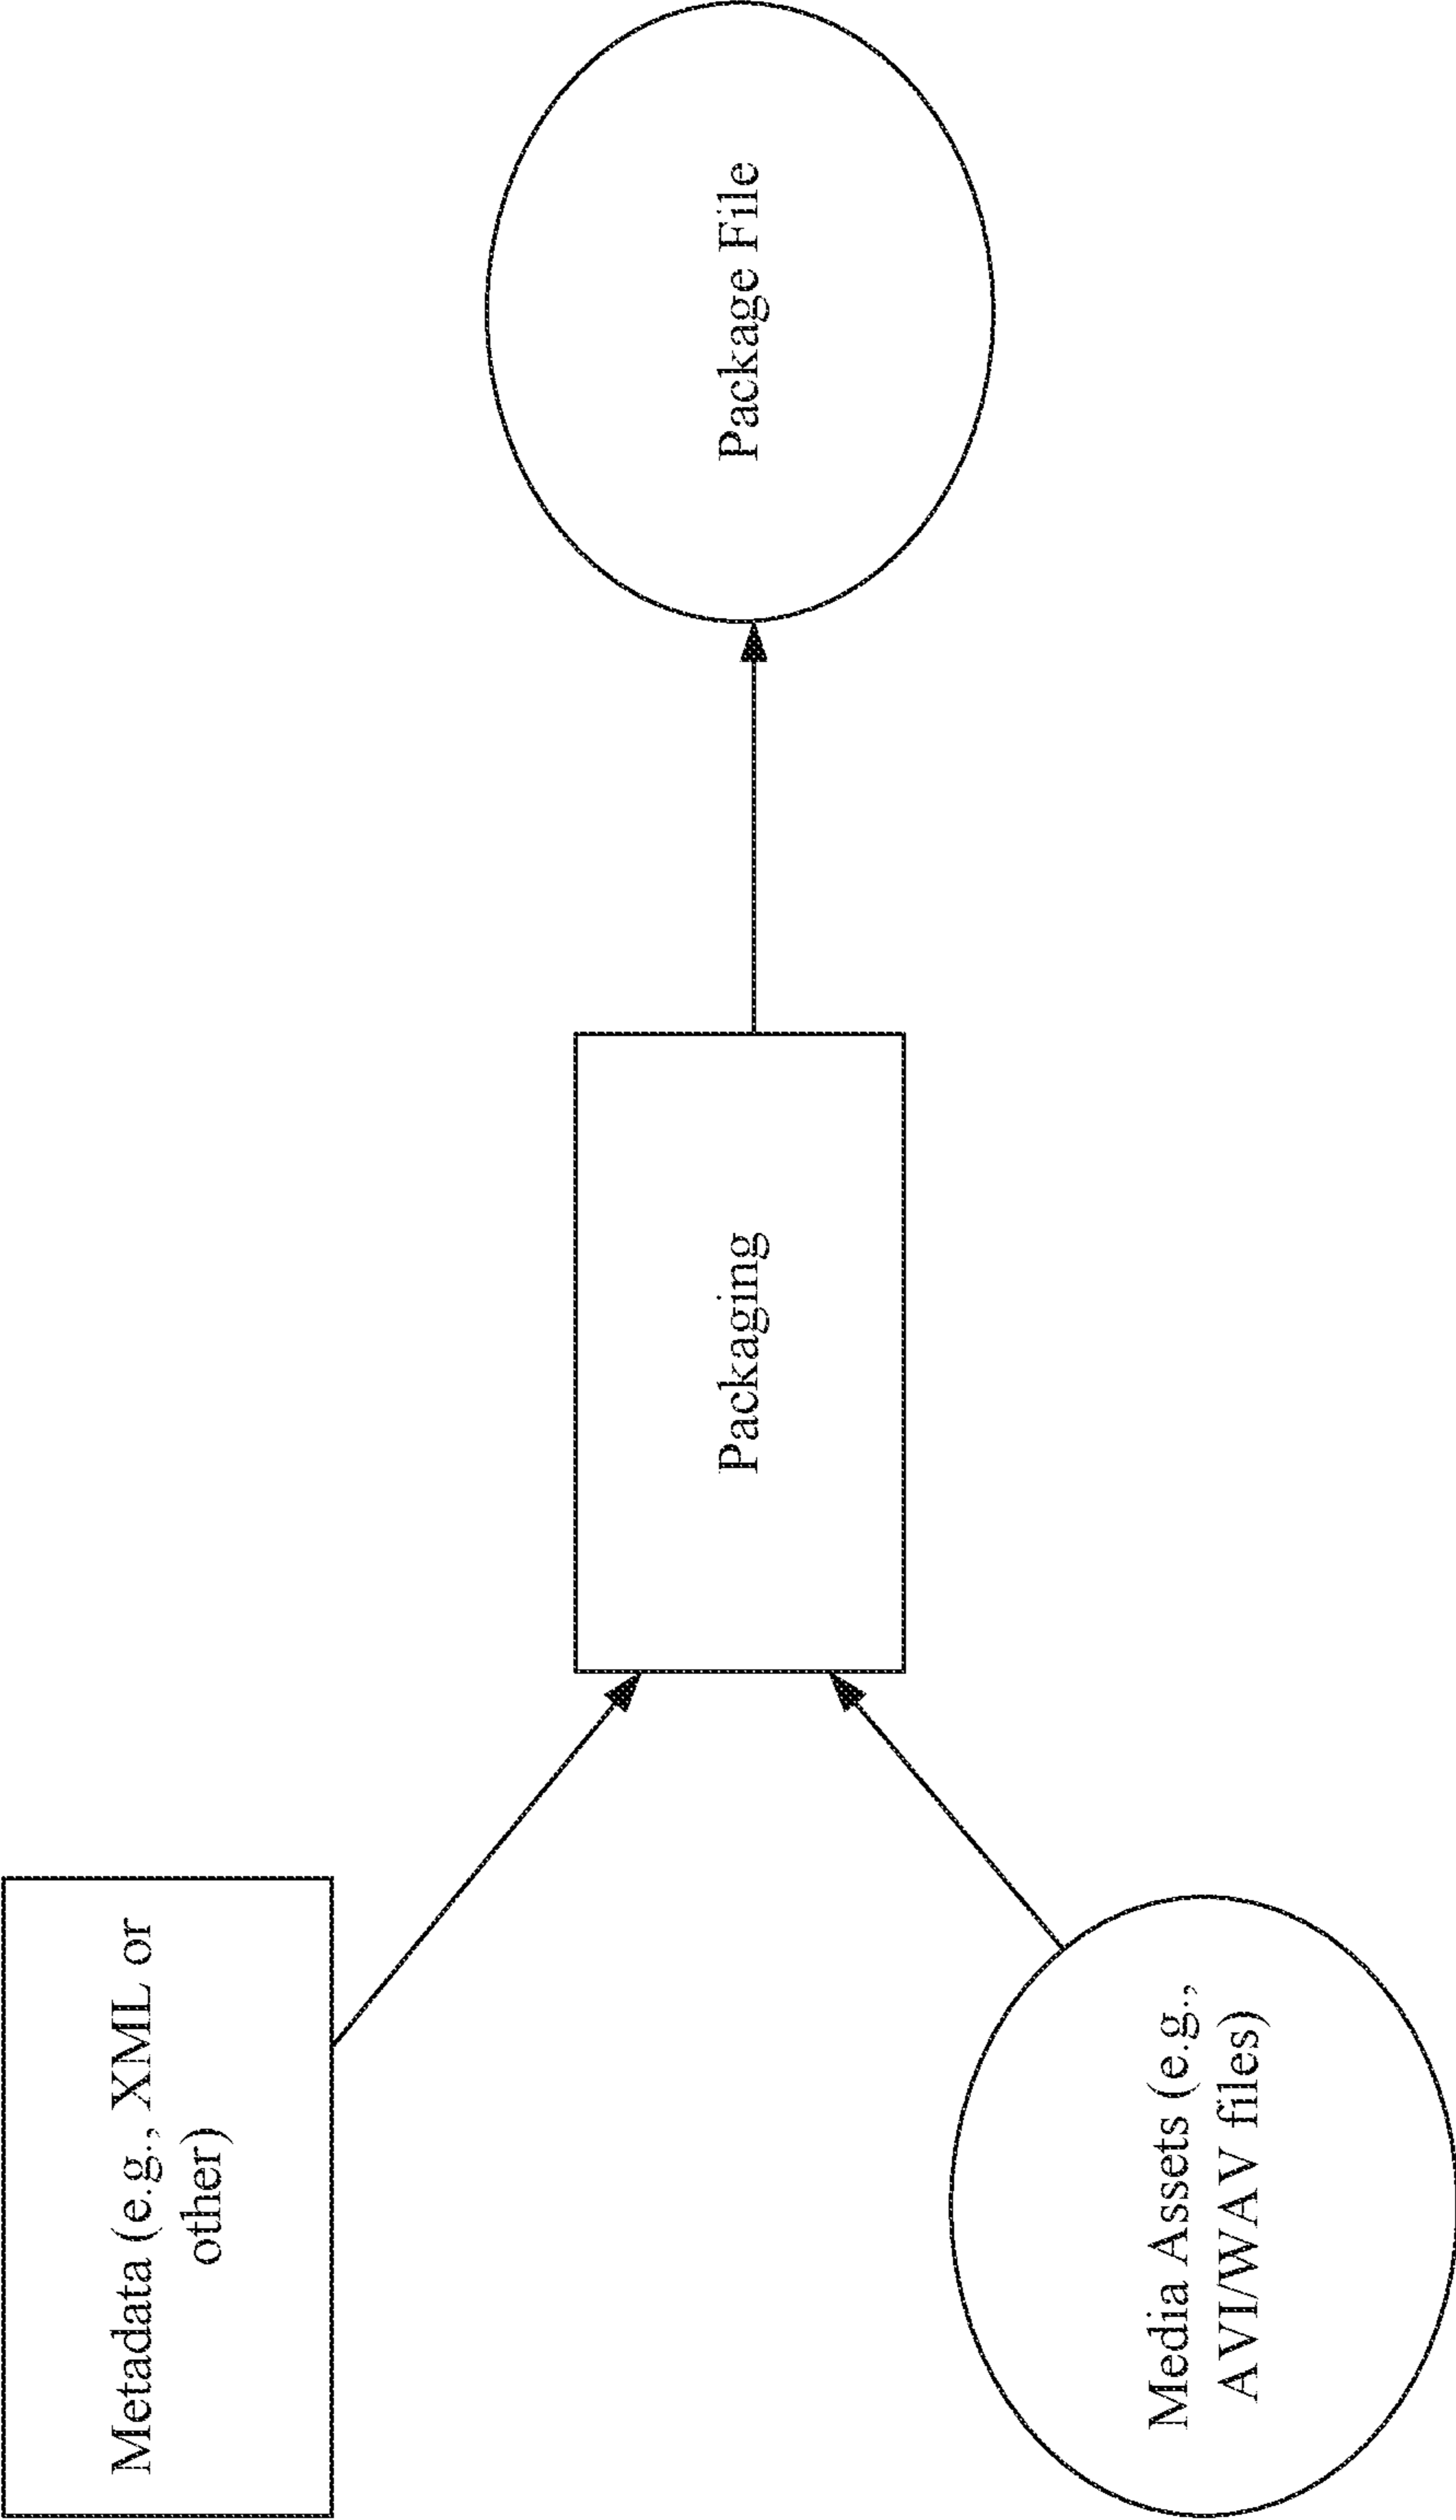 Metadata (e.g., XML or
other)
Media Assets (e.g.,
AVI/WAV files)
Packaging
Package File